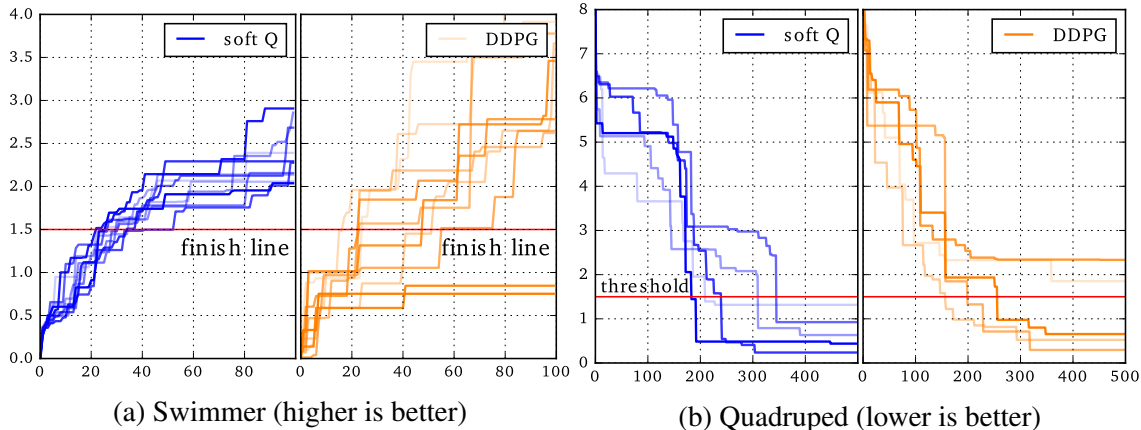 4.0
3.5
3.0
2.5
2.0
1.5
1.0
0.5
0.0
soft Q
finish line
0 20 40 60 80
DDPG
finish line
0 20 40 60 80 100
(a) Swimmer (higher is better)
8
7
6
5
4
3
2
1
0
soft Q
threshold
0 100 200 300 400
DDPG
0 100 200 300 400 500
(b) Quadruped (lower is better)